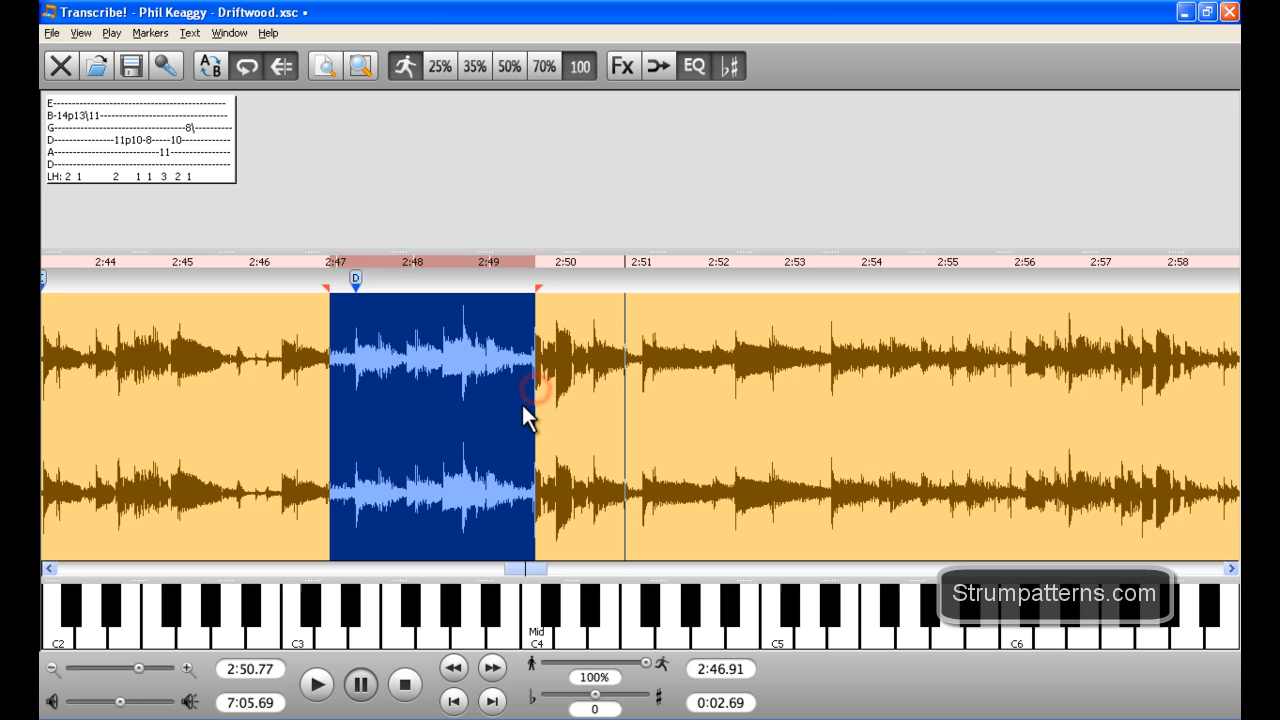 Transcribe! - Phil Keaggy - Driftwood.xsc •
File View Play Markers Text Window Help
A B 25% 35% 50% 70% 100 Fx EQ ♭♯
E-----------------------------------------------
B-14p13\11-----------------------------------
G------------------------------------8\----------
D----------------11p10-8-----10-------------
A-----------------------------11-----------------
D-----------------------------------------------
LH: 2 1 2 1 1 3 2 1
2:44 2:45 2:46 2:47 2:48 2:49 2:50 2:51 2:52 2:53 2:54 2:55 2:56 2:57 2:58
D
Strumpatterns.com
Mid
C2 C3 C4 C5 C6
2:50.77 100% 2:46.91
7:05.69 ♭ ♯ 0:02.69
0